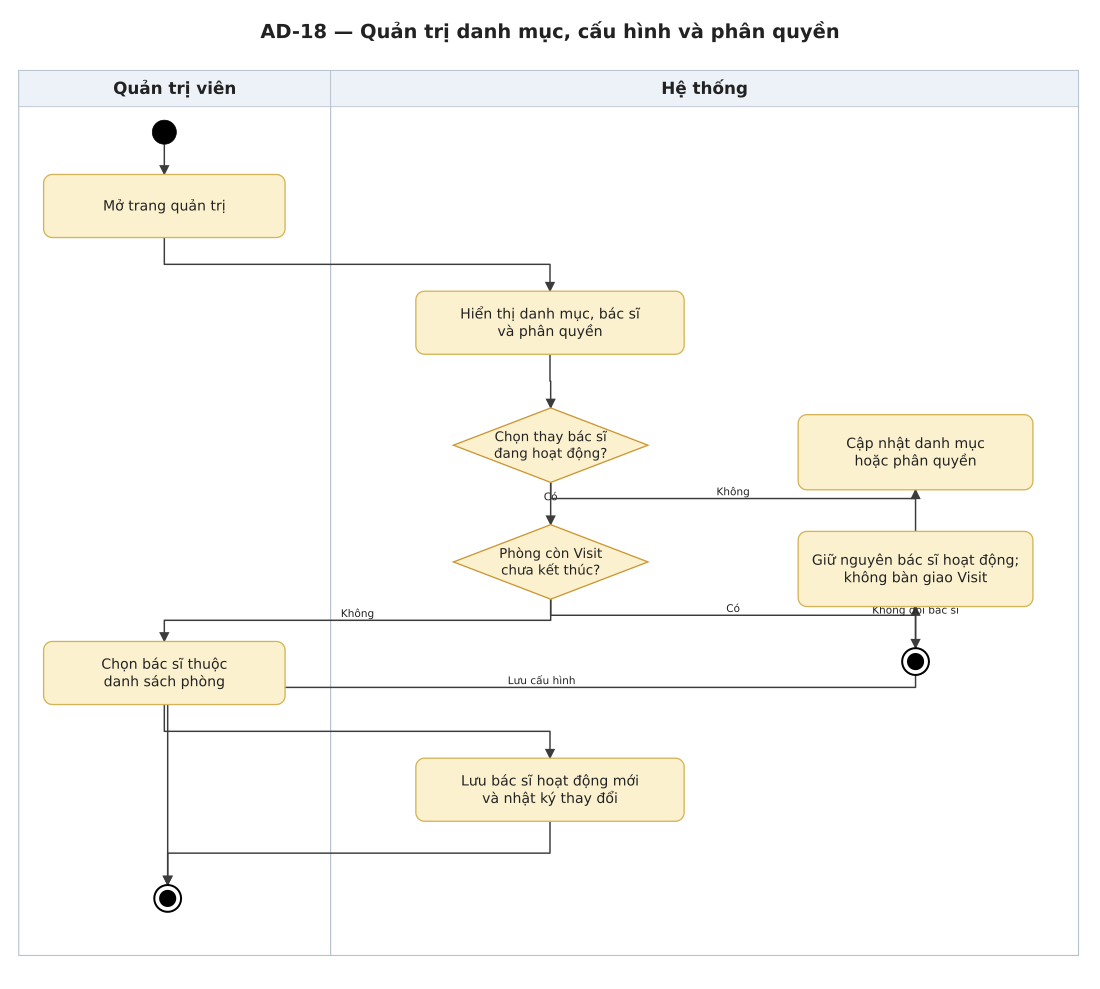 AD-18 — Quản trị danh mục, cấu hình và phân quyền
Quản trị viên
Hệ thống
Mở trang quản trị
Hiển thị danh mục, bác sĩ
và phân quyền
Chọn thay bác sĩ
đang hoạt động?
Cập nhật danh mục
hoặc phân quyền
Có
Không
Phòng còn Visit
chưa kết thúc?
Giữ nguyên bác sĩ hoạt động;
không bàn giao Visit
Không
Có
Không đổi bác sĩ
Chọn bác sĩ thuộc
danh sách phòng
Lưu cấu hình
Lưu bác sĩ hoạt động mới
và nhật ký thay đổi